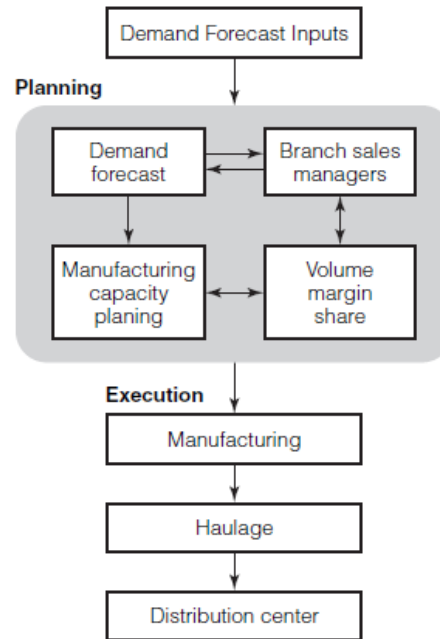 Demand Forecast Inputs
Planning
Demand
forecast
Branch sales
managers
Manufacturing
capacity
planing
Volume
margin
share
Execution
Manufacturing
Haulage
Distribution center